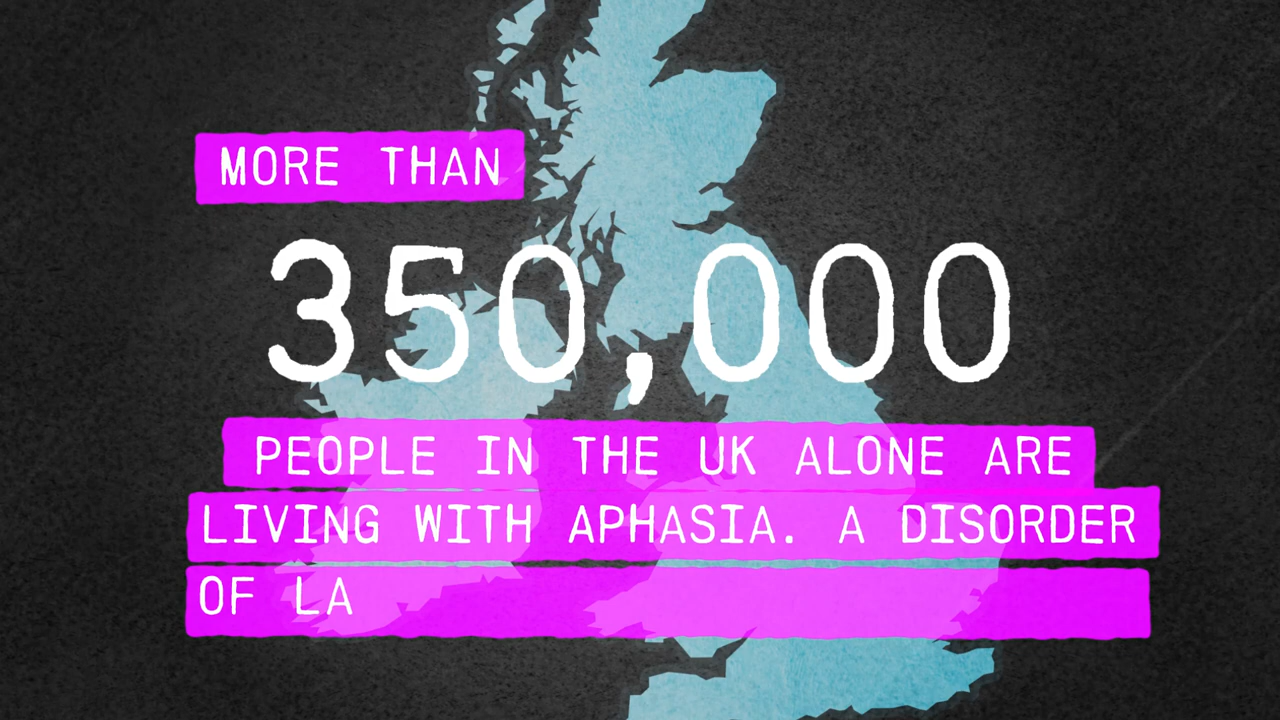 MORE THAN
350,000
PEOPLE IN THE UK ALONE ARE
LIVING WITH APHASIA. A DISORDER
OF LA